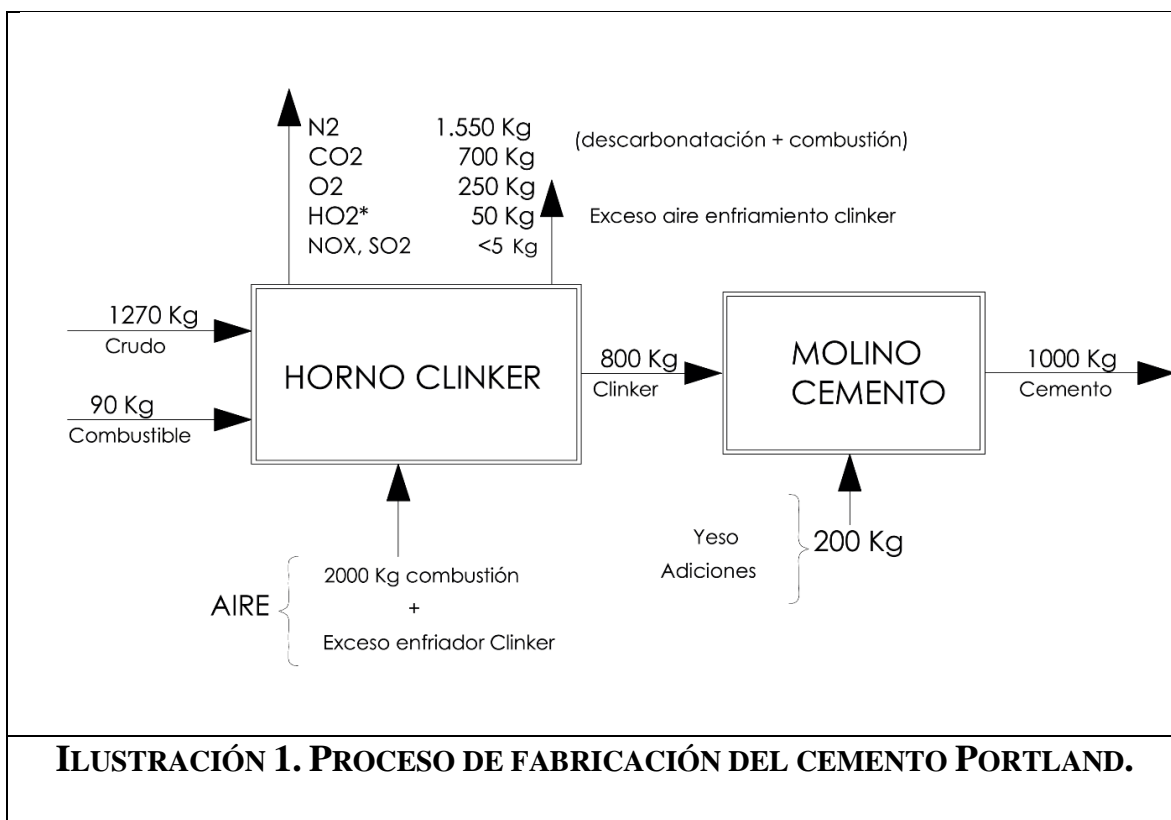 N2 1.550 Kg (descarbonatación + combustión)
CO2 700 Kg
O2 250 Kg
HO2* 50 Kg Exceso aire enfriamiento clinker
NOX, SO2 <5 Kg
1270 Kg
Crudo
90 Kg
Combustible
HORNO CLINKER
800 Kg
Clinker
MOLINO
CEMENTO
1000 Kg
Cemento
AIRE
2000 Kg combustión
+
Exceso enfriador Clinker
Yeso
Adiciones
200 Kg
ILUSTRACIÓN 1. PROCESO DE FABRICACIÓN DEL CEMENTO PORTLAND.